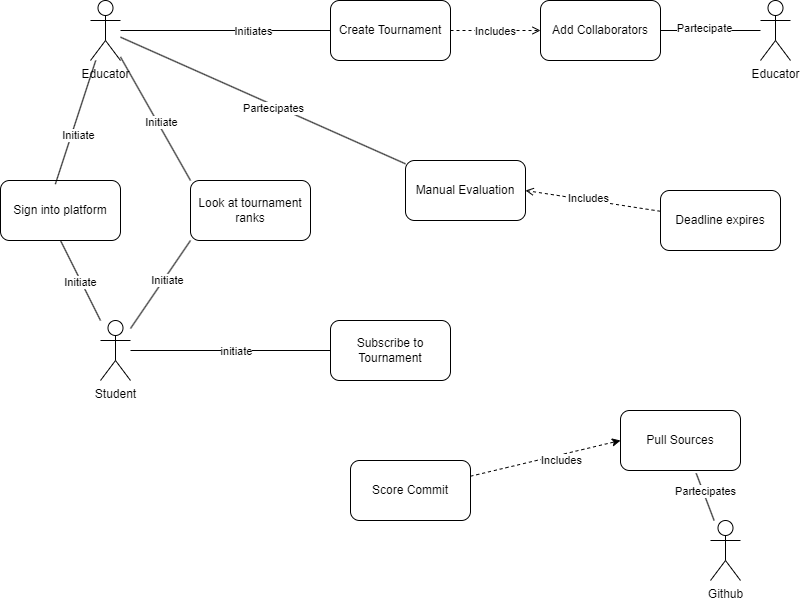 Initiates
Create Tournament
Includes
Add Collaborators
Partecipate
Educator
Educator
Partecipates
Initiate
Initiate
Manual Evaluation
Includes
Sign into platform
Look at tournament
ranks
Deadline expires
Initiate
Initiate
Student
initiate
Subscribe to
Tournament
Pull Sources
Includes
Score Commit
Partecipates
Github